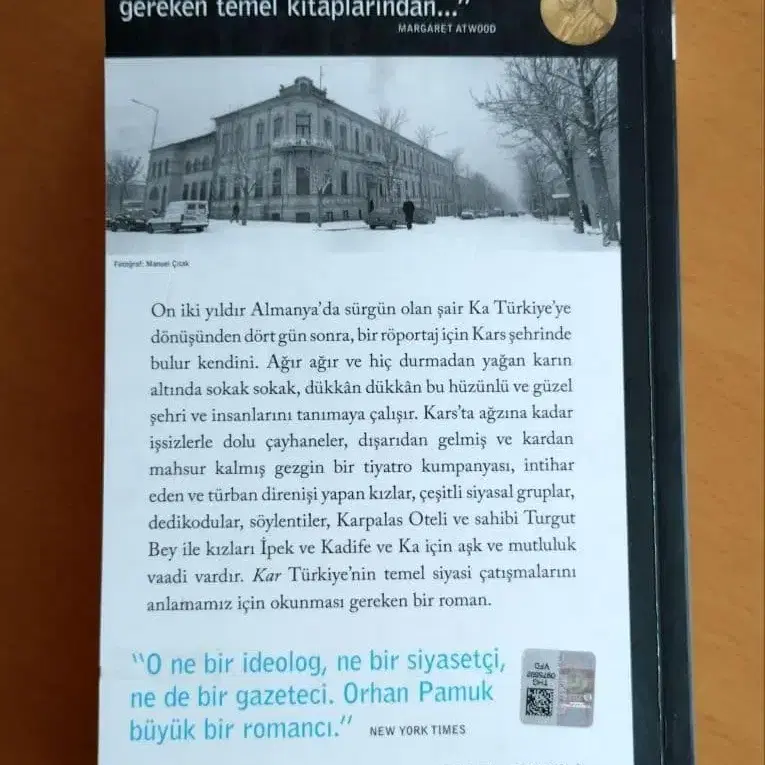 gereken temel kitaplarından..."
MARGARET ATWOOD
Fotoğraf: Manuel Çıtak
On iki yıldır Almanya'da sürgün olan şair Ka Türkiye'ye
dönüşünden dört gün sonra, bir röportaj için Kars şehrinde
bulur kendini. Ağır ağır ve hiç durmadan yağan karın
altında sokak sokak, dükkân dükkân bu hüzünlü ve güzel
şehri ve insanlarını tanımaya çalışır. Kars'ta ağzına kadar
işsizlerle dolu çayhaneler, dışarıdan gelmiş ve kardan
mahsur kalmış gezgin bir tiyatro kumpanyası, intihar
eden ve türban direnişi yapan kızlar, çeşitli siyasal gruplar,
dedikodular, söylentiler, Karpalas Oteli ve sahibi Turgut
Bey ile kızları İpek ve Kadife ve Ka için aşk ve mutluluk
vaadi vardır. Kar Türkiye'nin temel siyasi çatışmalarını
anlamamız için okunması gereken bir roman.
"O ne bir ideolog, ne bir siyasetçi,
ne de bir gazeteci. Orhan Pamuk
büyük bir romancı."
NEW YORK TIMES